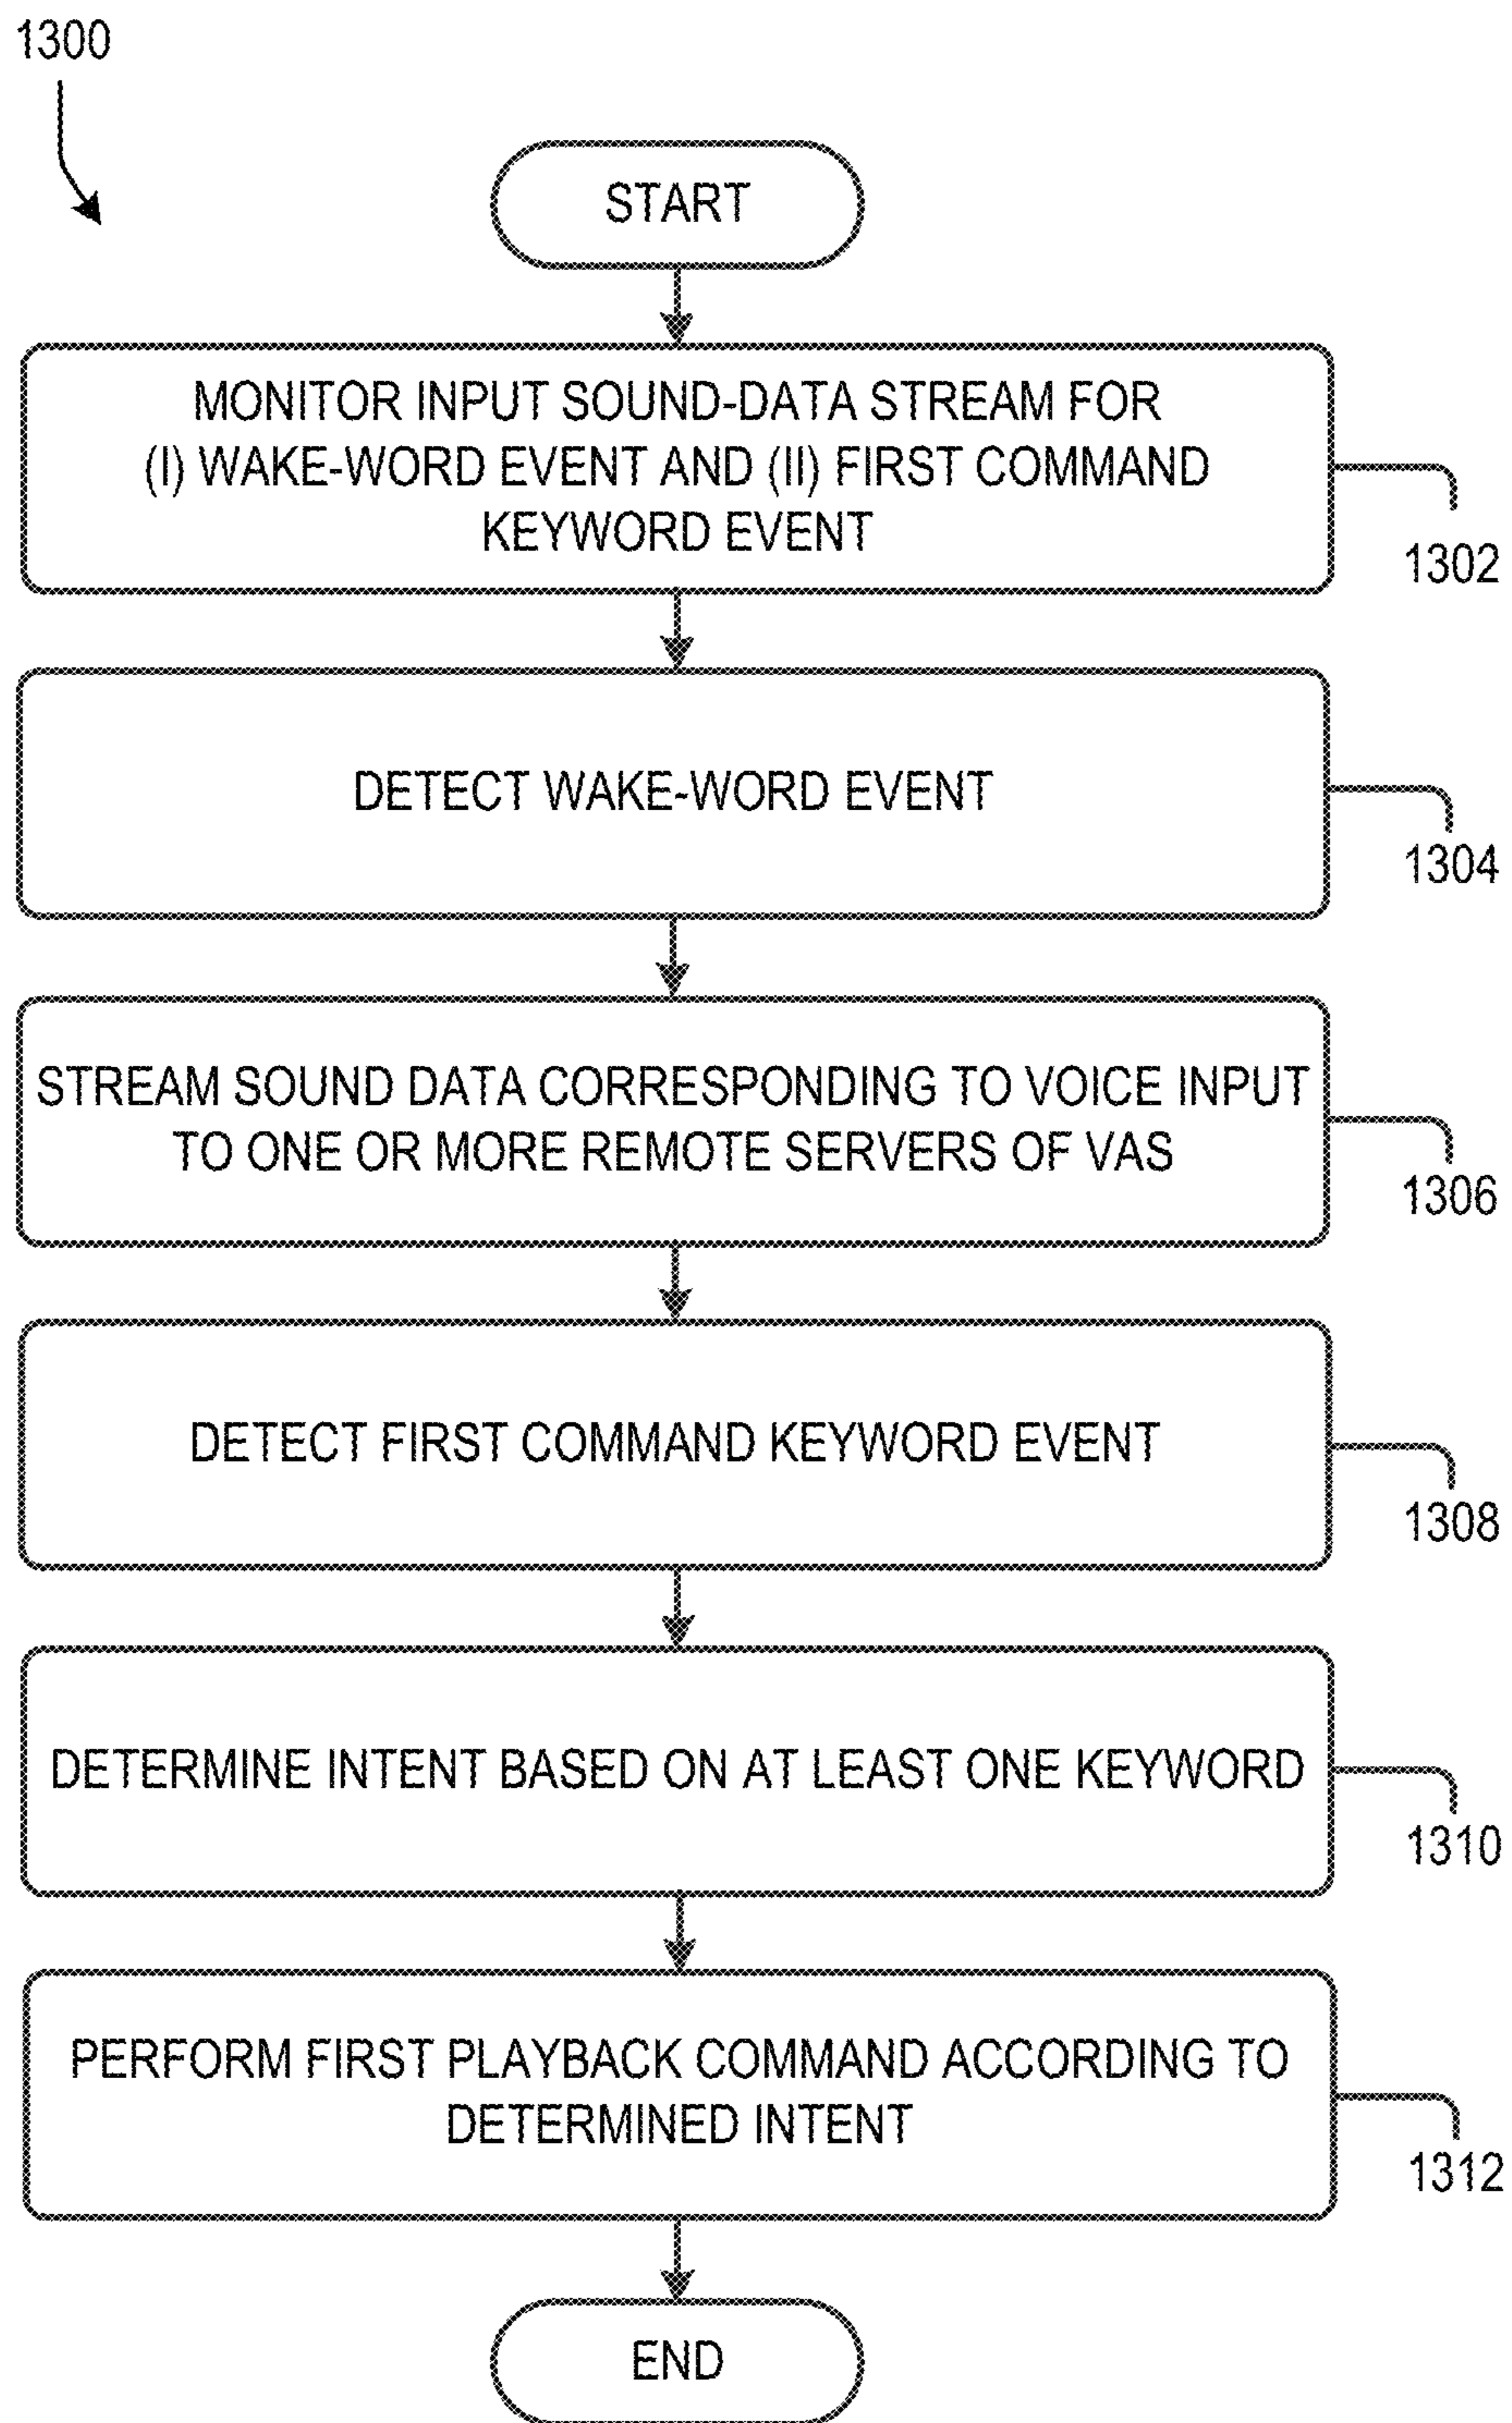 1300
START
MONITOR INPUT SOUND-DATA STREAM FOR
(I) WAKE-WORD EVENT AND (II) FIRST COMMAND
KEYWORD EVENT
1302
DETECT WAKE-WORD EVENT
1304
STREAM SOUND DATA CORRESPONDING TO VOICE INPUT
TO ONE OR MORE REMOTE SERVERS OF VAS
1306
DETECT FIRST COMMAND KEYWORD EVENT
1308
DETERMINE INTENT BASED ON AT LEAST ONE KEYWORD
1310
PERFORM FIRST PLAYBACK COMMAND ACCORDING TO
DETERMINED INTENT
1312
END